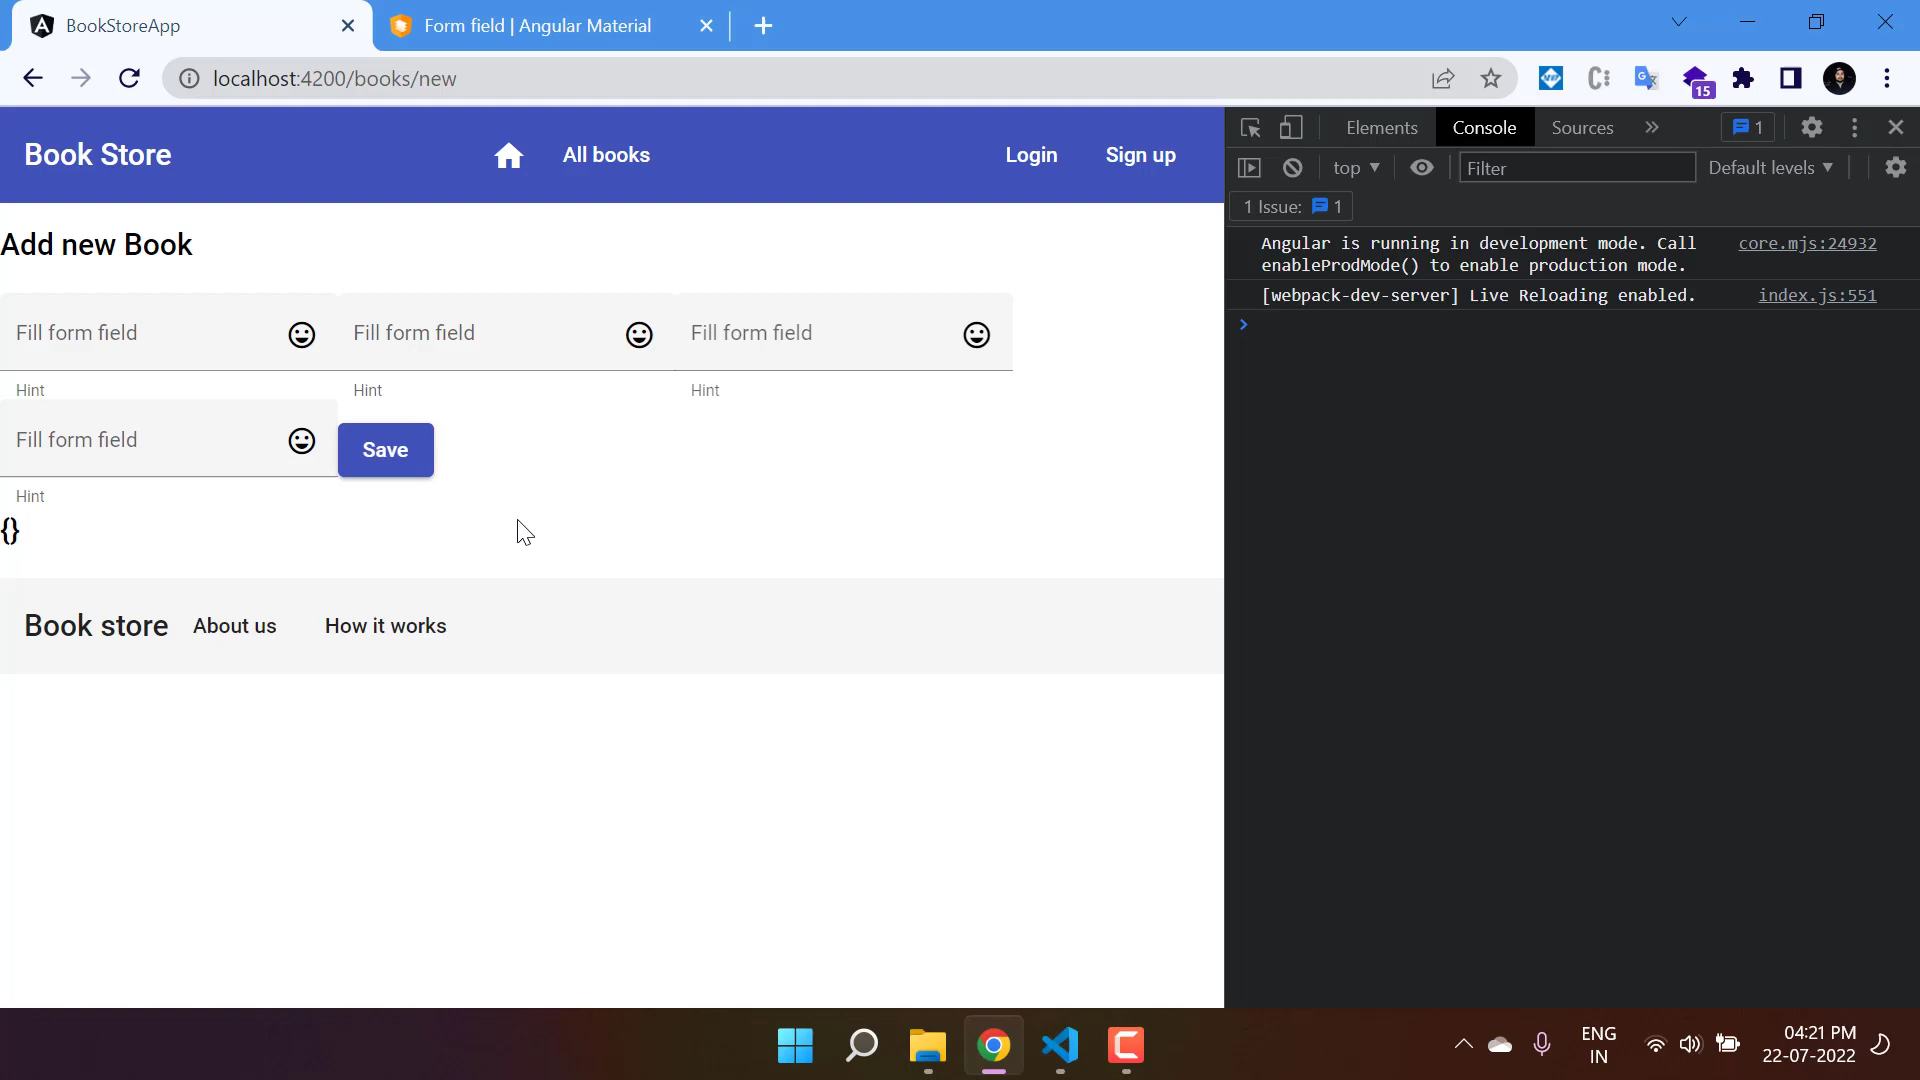 BookStoreApp
Form field | Angular Material
localhost:4200/books/new
15
Book Store
All books
Login
Sign up
Elements
Console
Sources
1
top
Filter
Default levels
1 Issue: 1
Angular is running in development mode. Call
enableProdMode() to enable production mode.
core.mjs:24932
[webpack-dev-server] Live Reloading enabled.
index.js:551
Add new Book
Fill form field
Fill form field
Fill form field
Hint
Hint
Hint
Fill form field
Save
Hint
{}
Book store
About us
How it works
ENG
IN
04:21 PM
22-07-2022